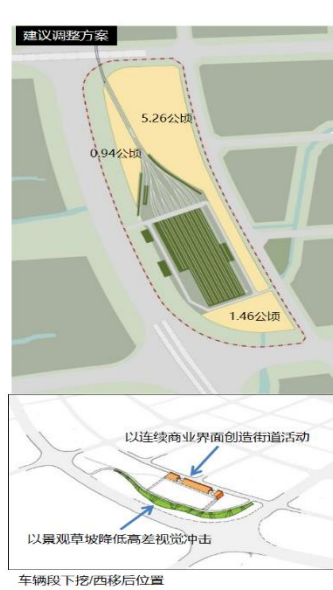 建议调整方案
5.26公顷
0.94公顷
1.46公顷
以连续商业界面创造街道活动
以景观草坡降低高差视觉冲击
车辆段下挖/西移后位置